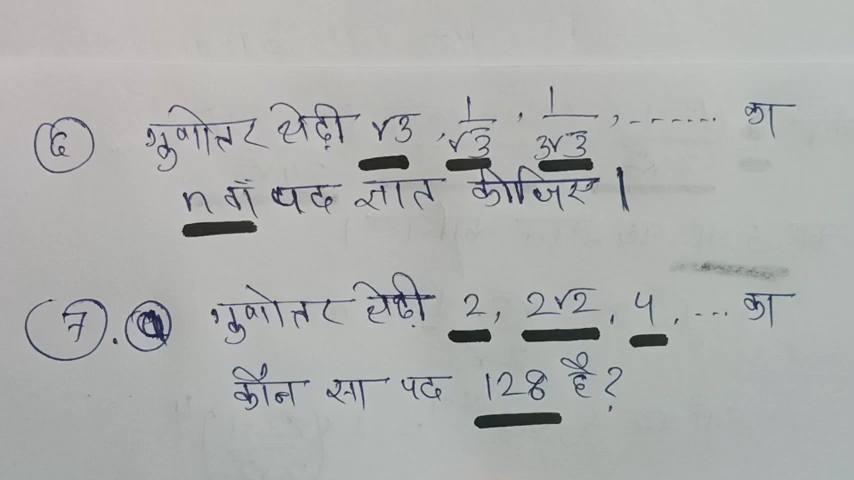 (6) गुणोतर श्रेढ़ी √3, 1/√3, 1/3√3, ....... का
n वाँ पद ज्ञात कीजिए।
(7). गुणोतर श्रेढ़ी 2, 2√2, 4, ... का
कौन सा पद 128 है?